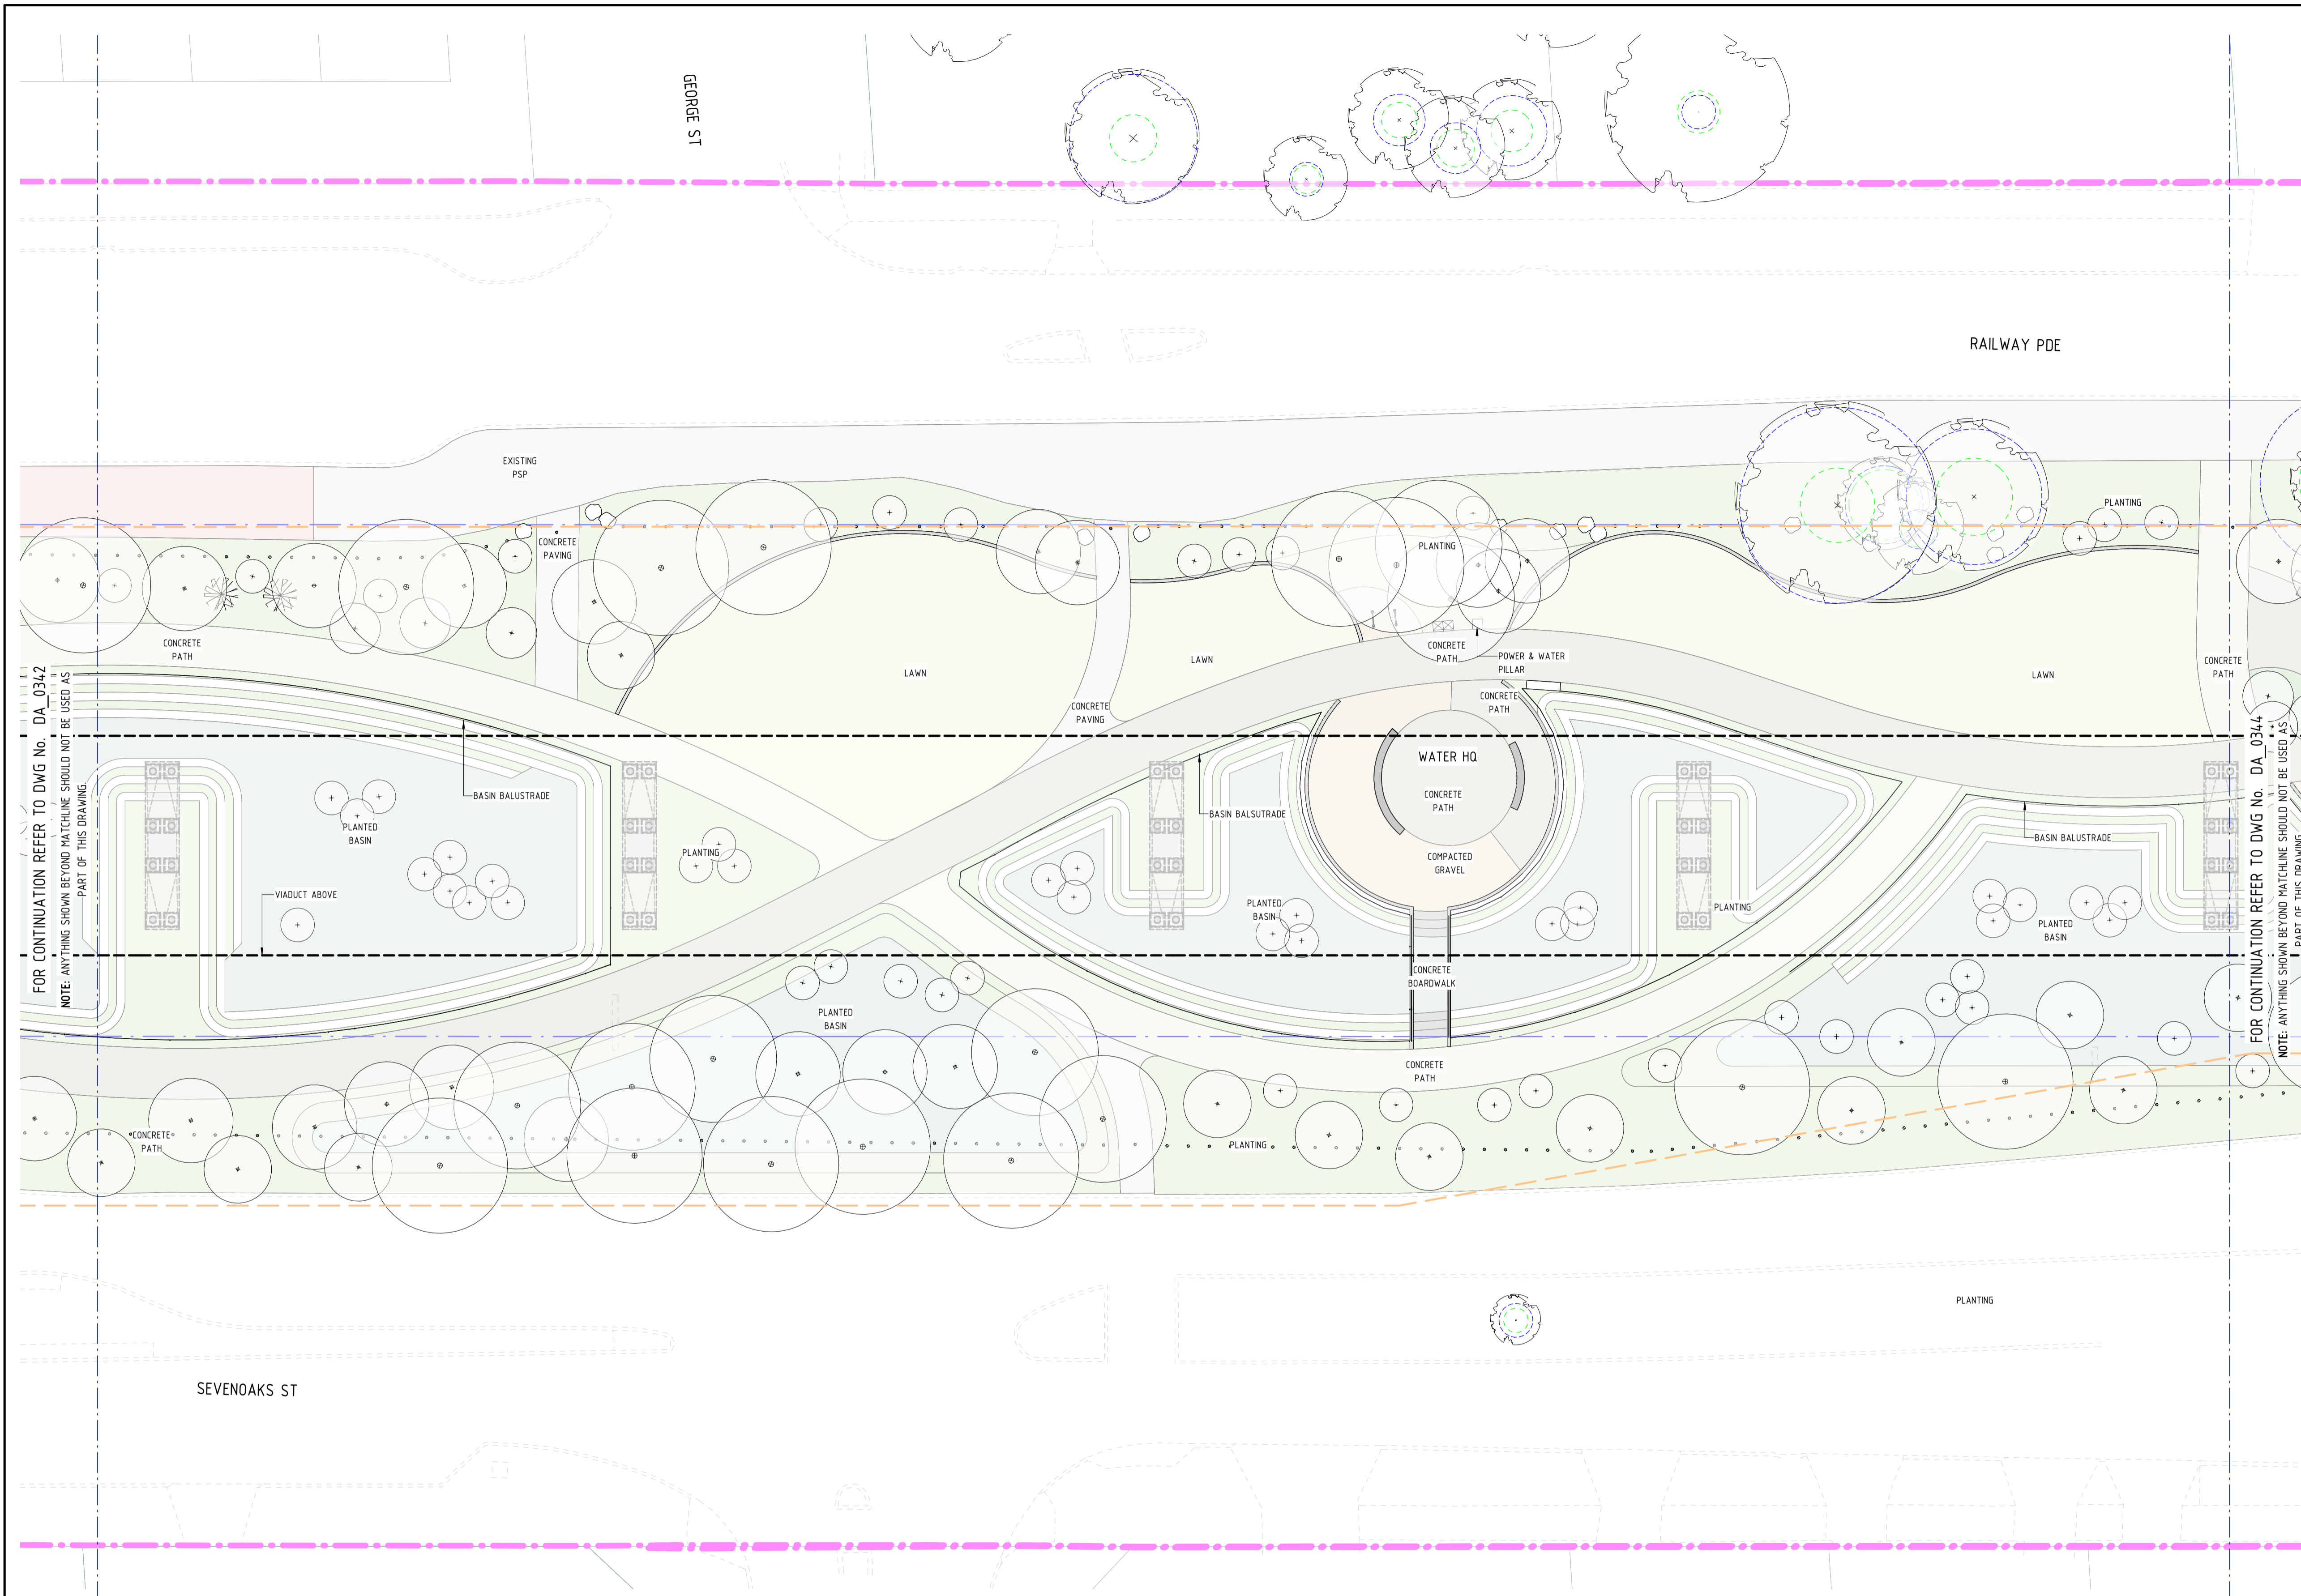 GEORGE ST
RAILWAY PDE
EXISTING
PSP
CONCRETE
PAVING
PLANTING
PLANTING
CONCRETE
PATH
LAWN
LAWN
CONCRETE
PATH
POWER & WATER
PILLAR
LAWN
CONCRETE
PATH
CONCRETE
PATH
CONCRETE
PAVING
FOR CONTINUATION REFER TO DWG No. DA_0342
NOTE: ANYTHING SHOWN BEYOND MATCHLINE SHOULD NOT BE USED AS
PART OF THIS DRAWING.
WATER HQ
CONCRETE
PATH
BASIN BALUSTRADE
BASIN BALSUTRADE
PLANTED
BASIN
PLANTING
COMPACTED
GRAVEL
BASIN BALUSTRADE
VIADUCT ABOVE
PLANTED
BASIN
PLANTING
PLANTED
BASIN
CONCRETE
BOARDWALK
PLANTED
BASIN
FOR CONTINUATION REFER TO DWG No. DA_0344
NOTE: ANYTHING SHOWN BEYOND MATCHLINE SHOULD NOT BE USED AS
PART OF THIS DRAWING.
CONCRETE
PATH
CONCRETE
PATH
PLANTING
PLANTING
SEVENOAKS ST